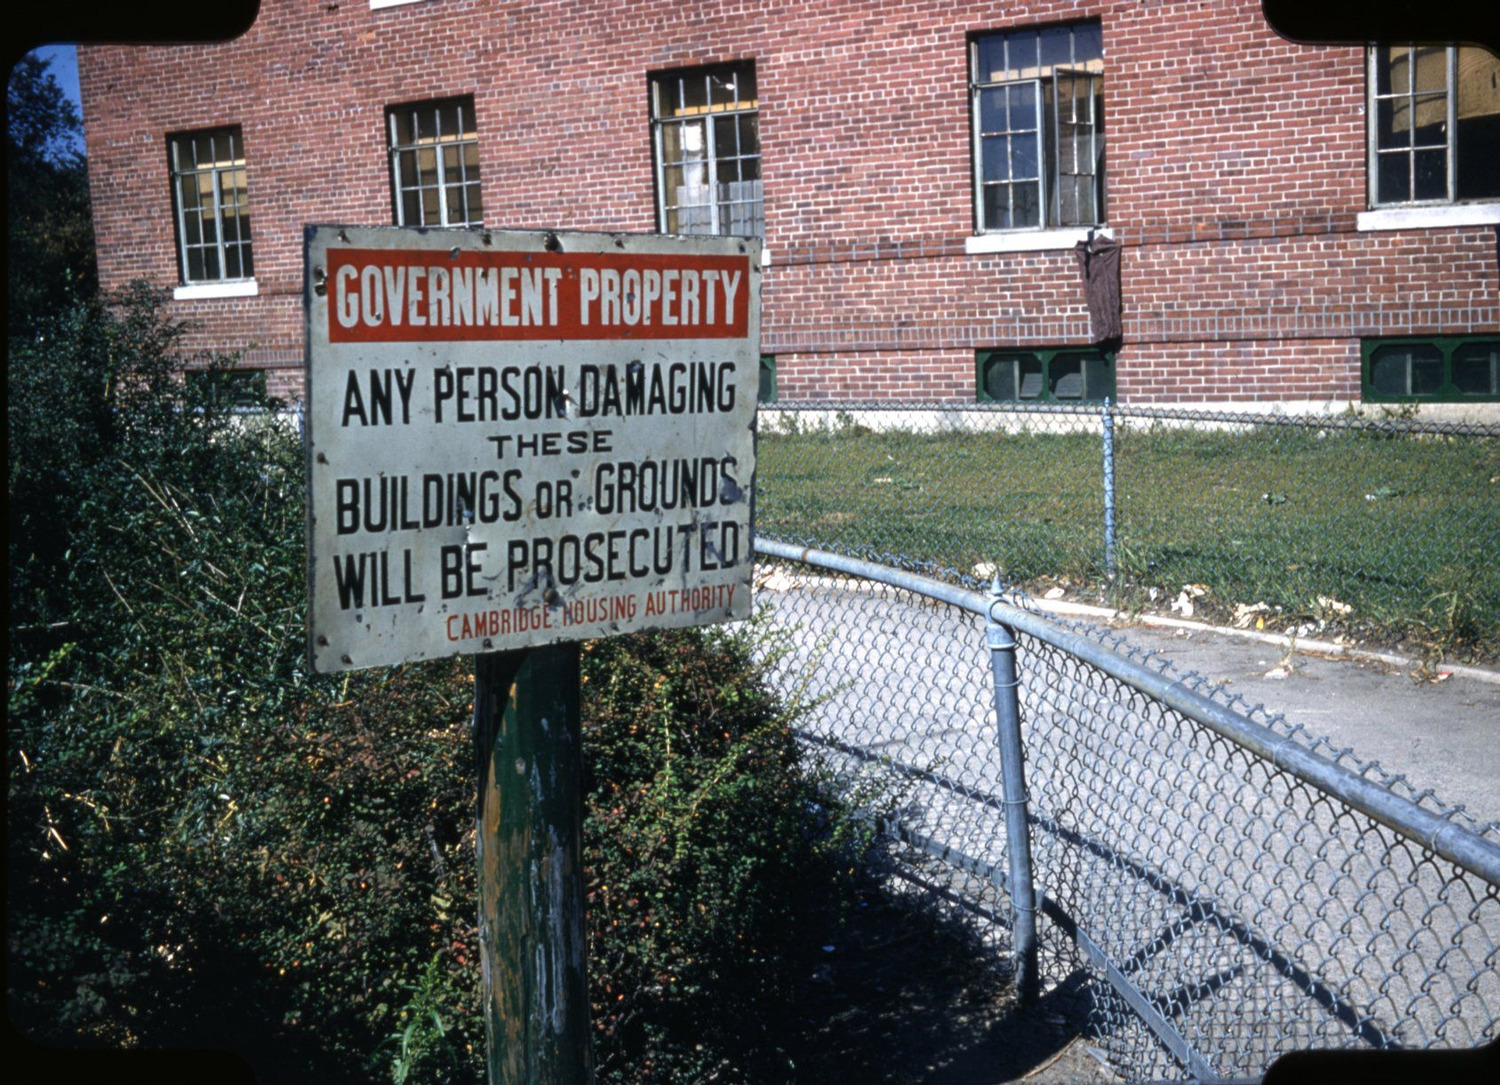 GOVERNMENT PROPERTY
ANY PERSON DAMAGING
THESE
BUILDINGS OR GROUNDS
WILL BE PROSECUTED
CAMBRIDGE HOUSING AUTHORITY